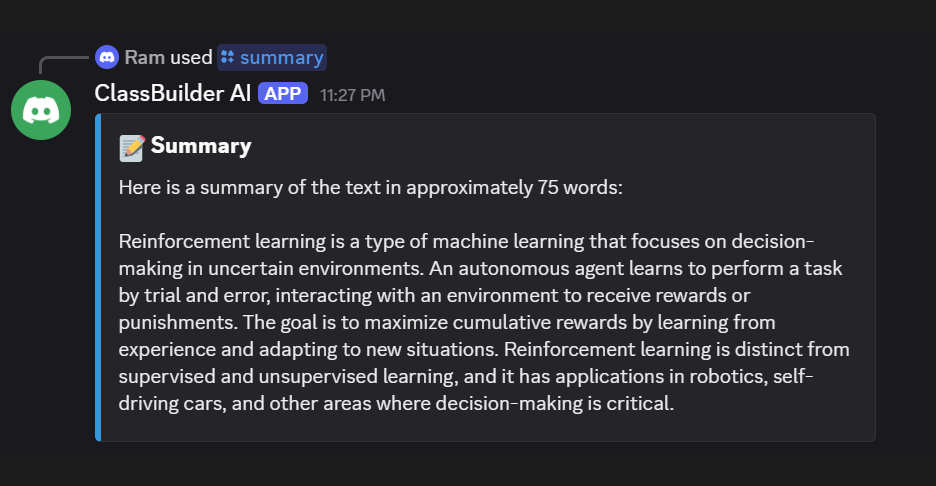 Ram used summary
ClassBuilder AI APP 11:27 PM
Summary
Here is a summary of the text in approximately 75 words:
Reinforcement learning is a type of machine learning that focuses on decision-
making in uncertain environments. An autonomous agent learns to perform a task
by trial and error, interacting with an environment to receive rewards or
punishments. The goal is to maximize cumulative rewards by learning from
experience and adapting to new situations. Reinforcement learning is distinct from
supervised and unsupervised learning, and it has applications in robotics, self-
driving cars, and other areas where decision-making is critical.